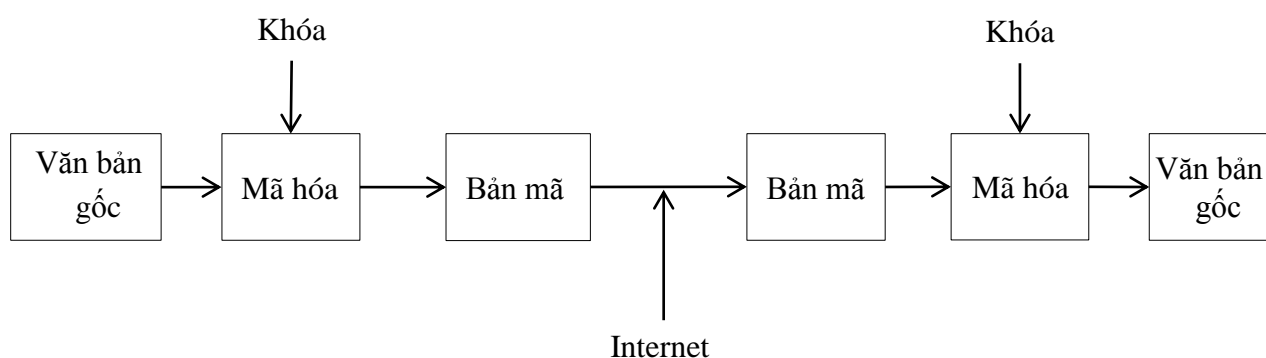 Khóa
Khóa
Văn bản
gốc
Mã hóa
Bản mã
Bản mã
Mã hóa
Văn bản
gốc
Internet